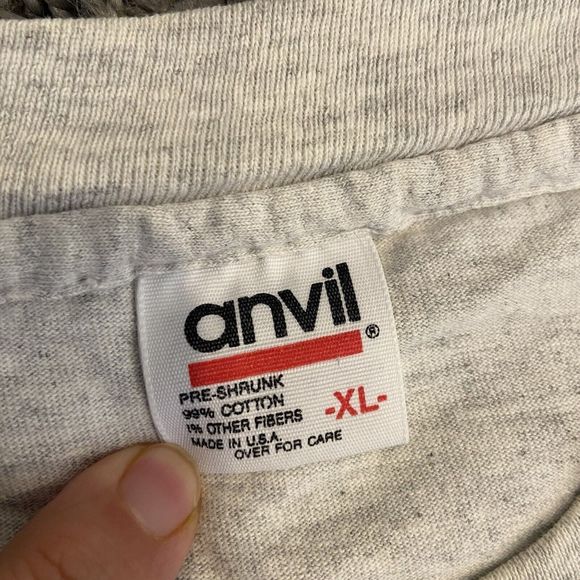 anvil ®
PRE-SHRUNK
99% COTTON
1% OTHER FIBERS
-XL-
MADE IN U.S.A.
OVER FOR CARE